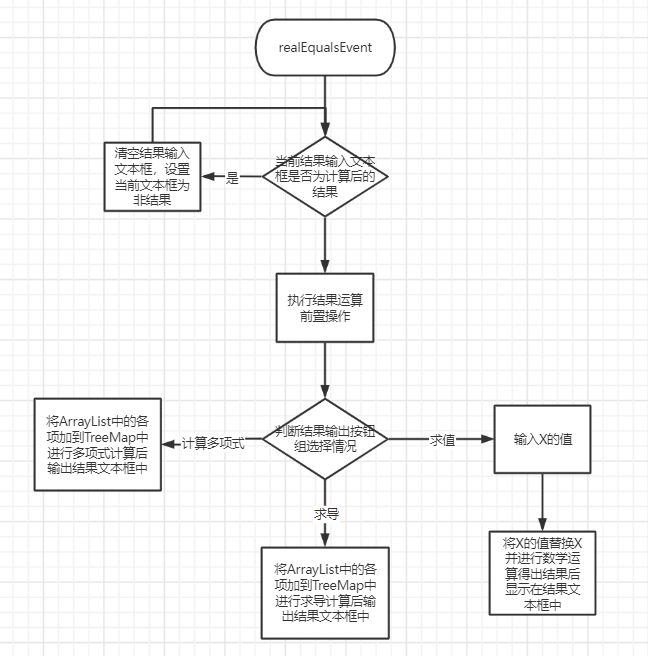 realEqualsEvent
当前结果输入文本
框是否为计算后的
结果
是
清空结果输入
文本框，设置
当前文本框为
非结果
执行结果运算
前置操作
判断结果输出按钮
组选择情况
计算多项式
将ArrayList中的各
项加到TreeMap中
进行多项式计算后
输出结果文本框中
求值
输入X的值
求导
将ArrayList中的各
项加到TreeMap中
进行求导计算后输
出结果文本框中
将X的值替换X
并进行数学运
算得出结果后
显示在结果文
本框中